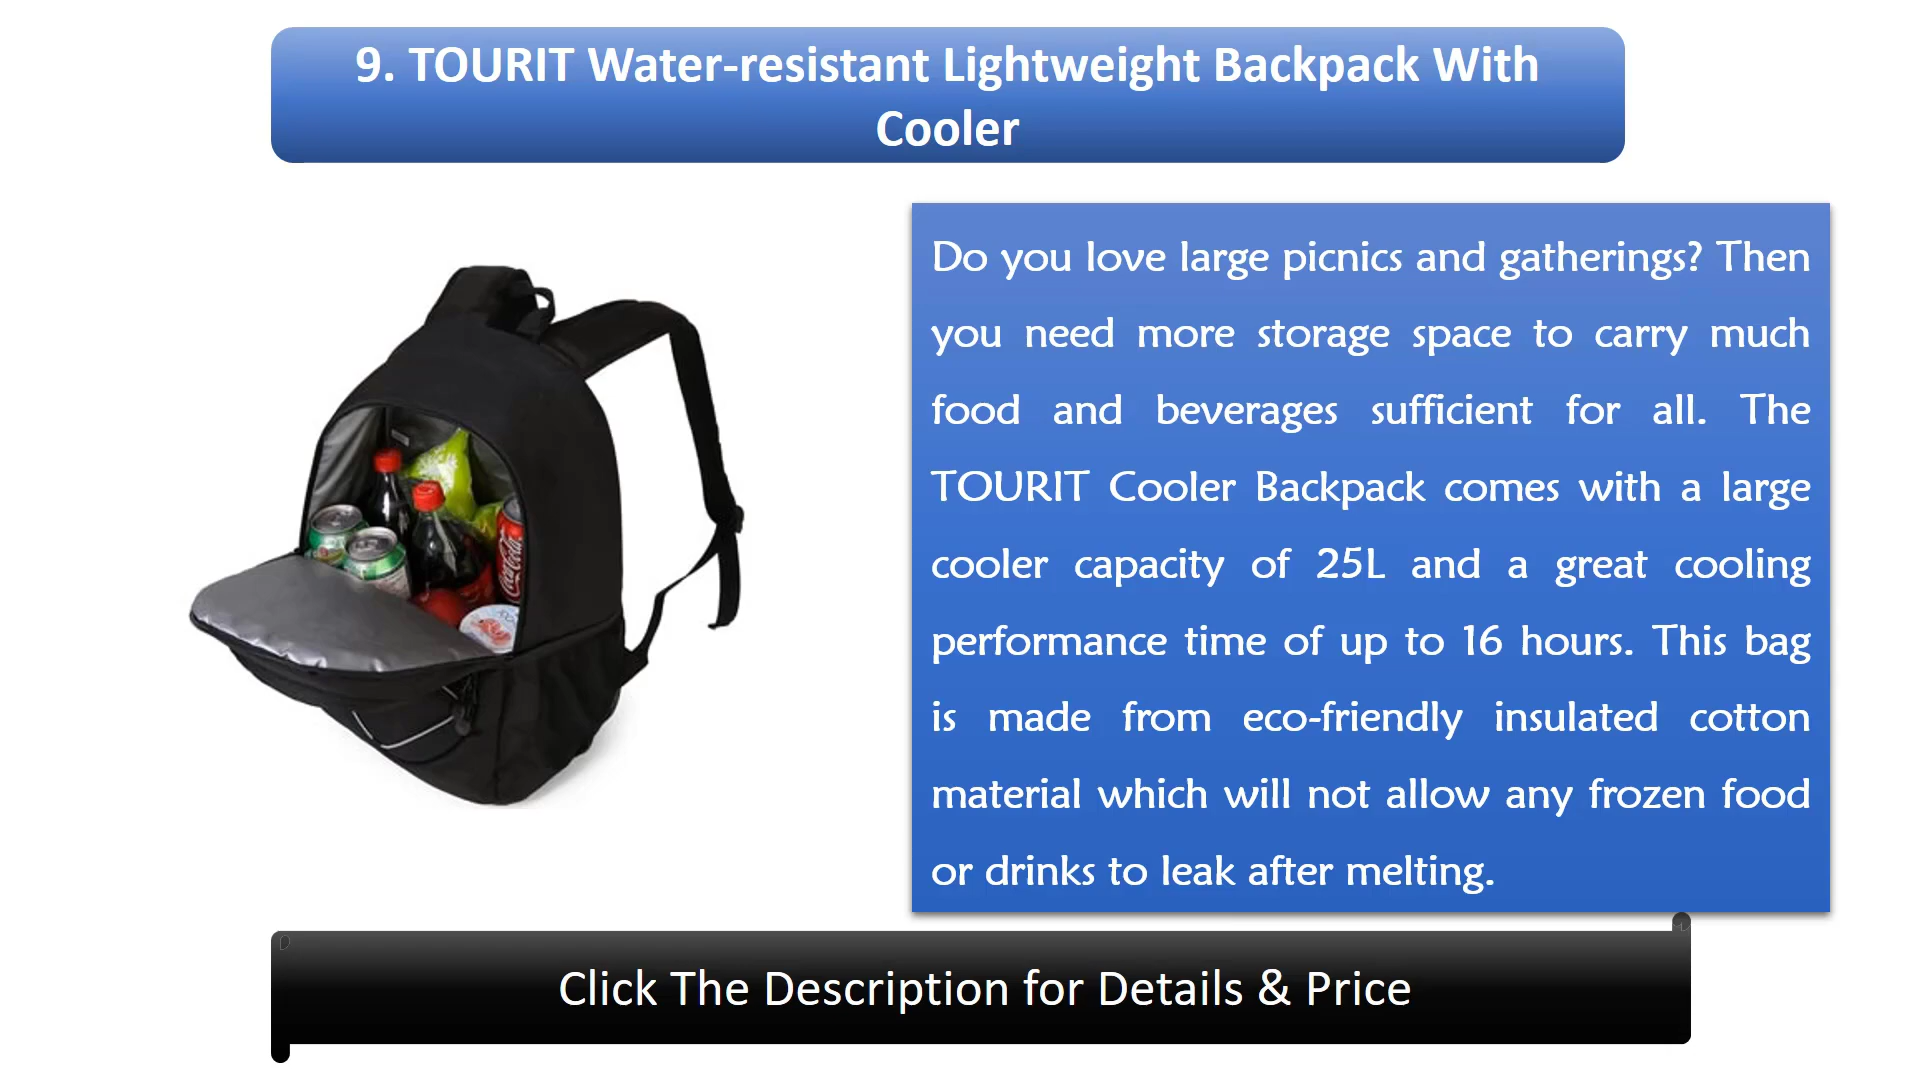 9. TOURIT Water-resistant Lightweight Backpack With
Cooler
Do you love large picnics and gatherings? Then
you need more storage space to carry much
food and beverages sufficient for all. The
TOURIT Cooler Backpack comes with a large
cooler capacity of 25L and a great cooling
performance time of up to 16 hours. This bag
is made from eco-friendly insulated cotton
material which will not allow any frozen food
or drinks to leak after melting.
Coca-Cola
Click The Description for Details & Price